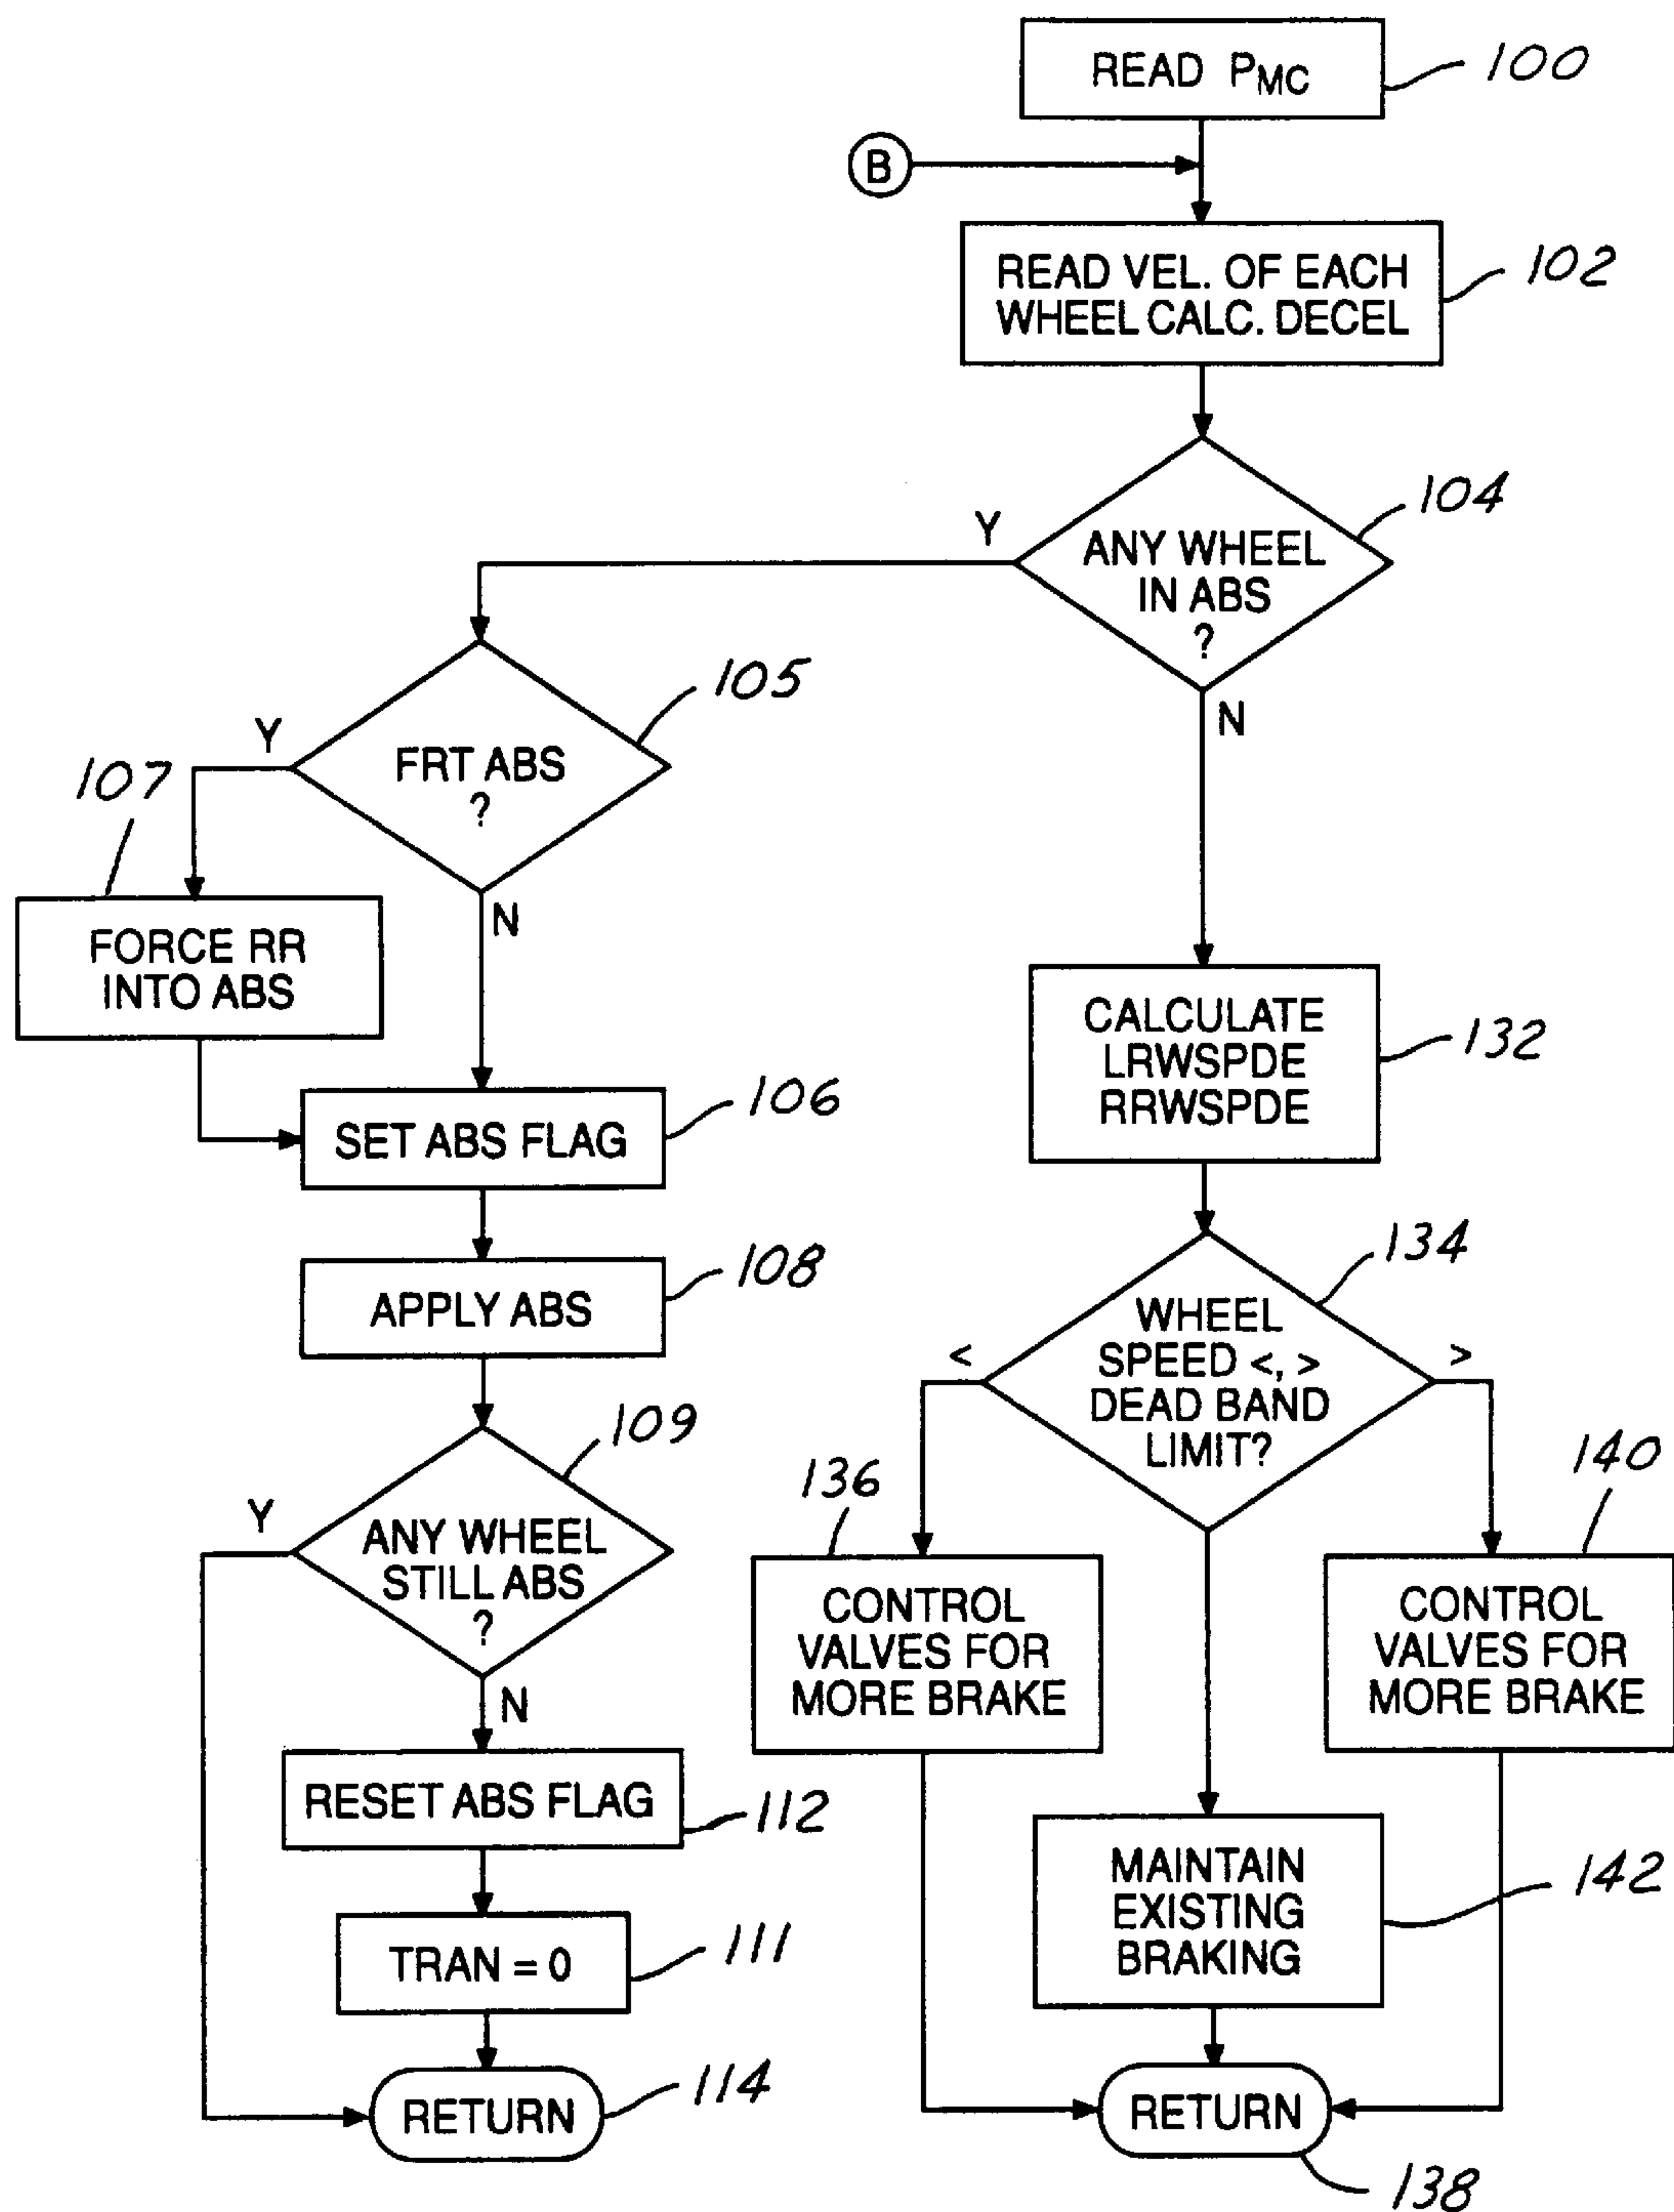 READ PMC
100
B
READ VEL. OF EACH
WHEEL CALC. DECEL
102
ANY WHEEL
IN ABS
?
104
Y
N
FRT ABS
?
105
Y
N
107
FORCE RR
INTO ABS
SET ABS FLAG
106
APPLY ABS
108
ANY WHEEL
STILL ABS
?
109
Y
N
RESET ABS FLAG
112
TRAN = 0
111
RETURN
114
CALCULATE
LRWSPDE
RRWSPDE
132
WHEEL
SPEED <, >
DEAD BAND
LIMIT?
134
<
>
136
CONTROL
VALVES FOR
MORE BRAKE
140
CONTROL
VALVES FOR
MORE BRAKE
MAINTAIN
EXISTING
BRAKING
142
RETURN
138